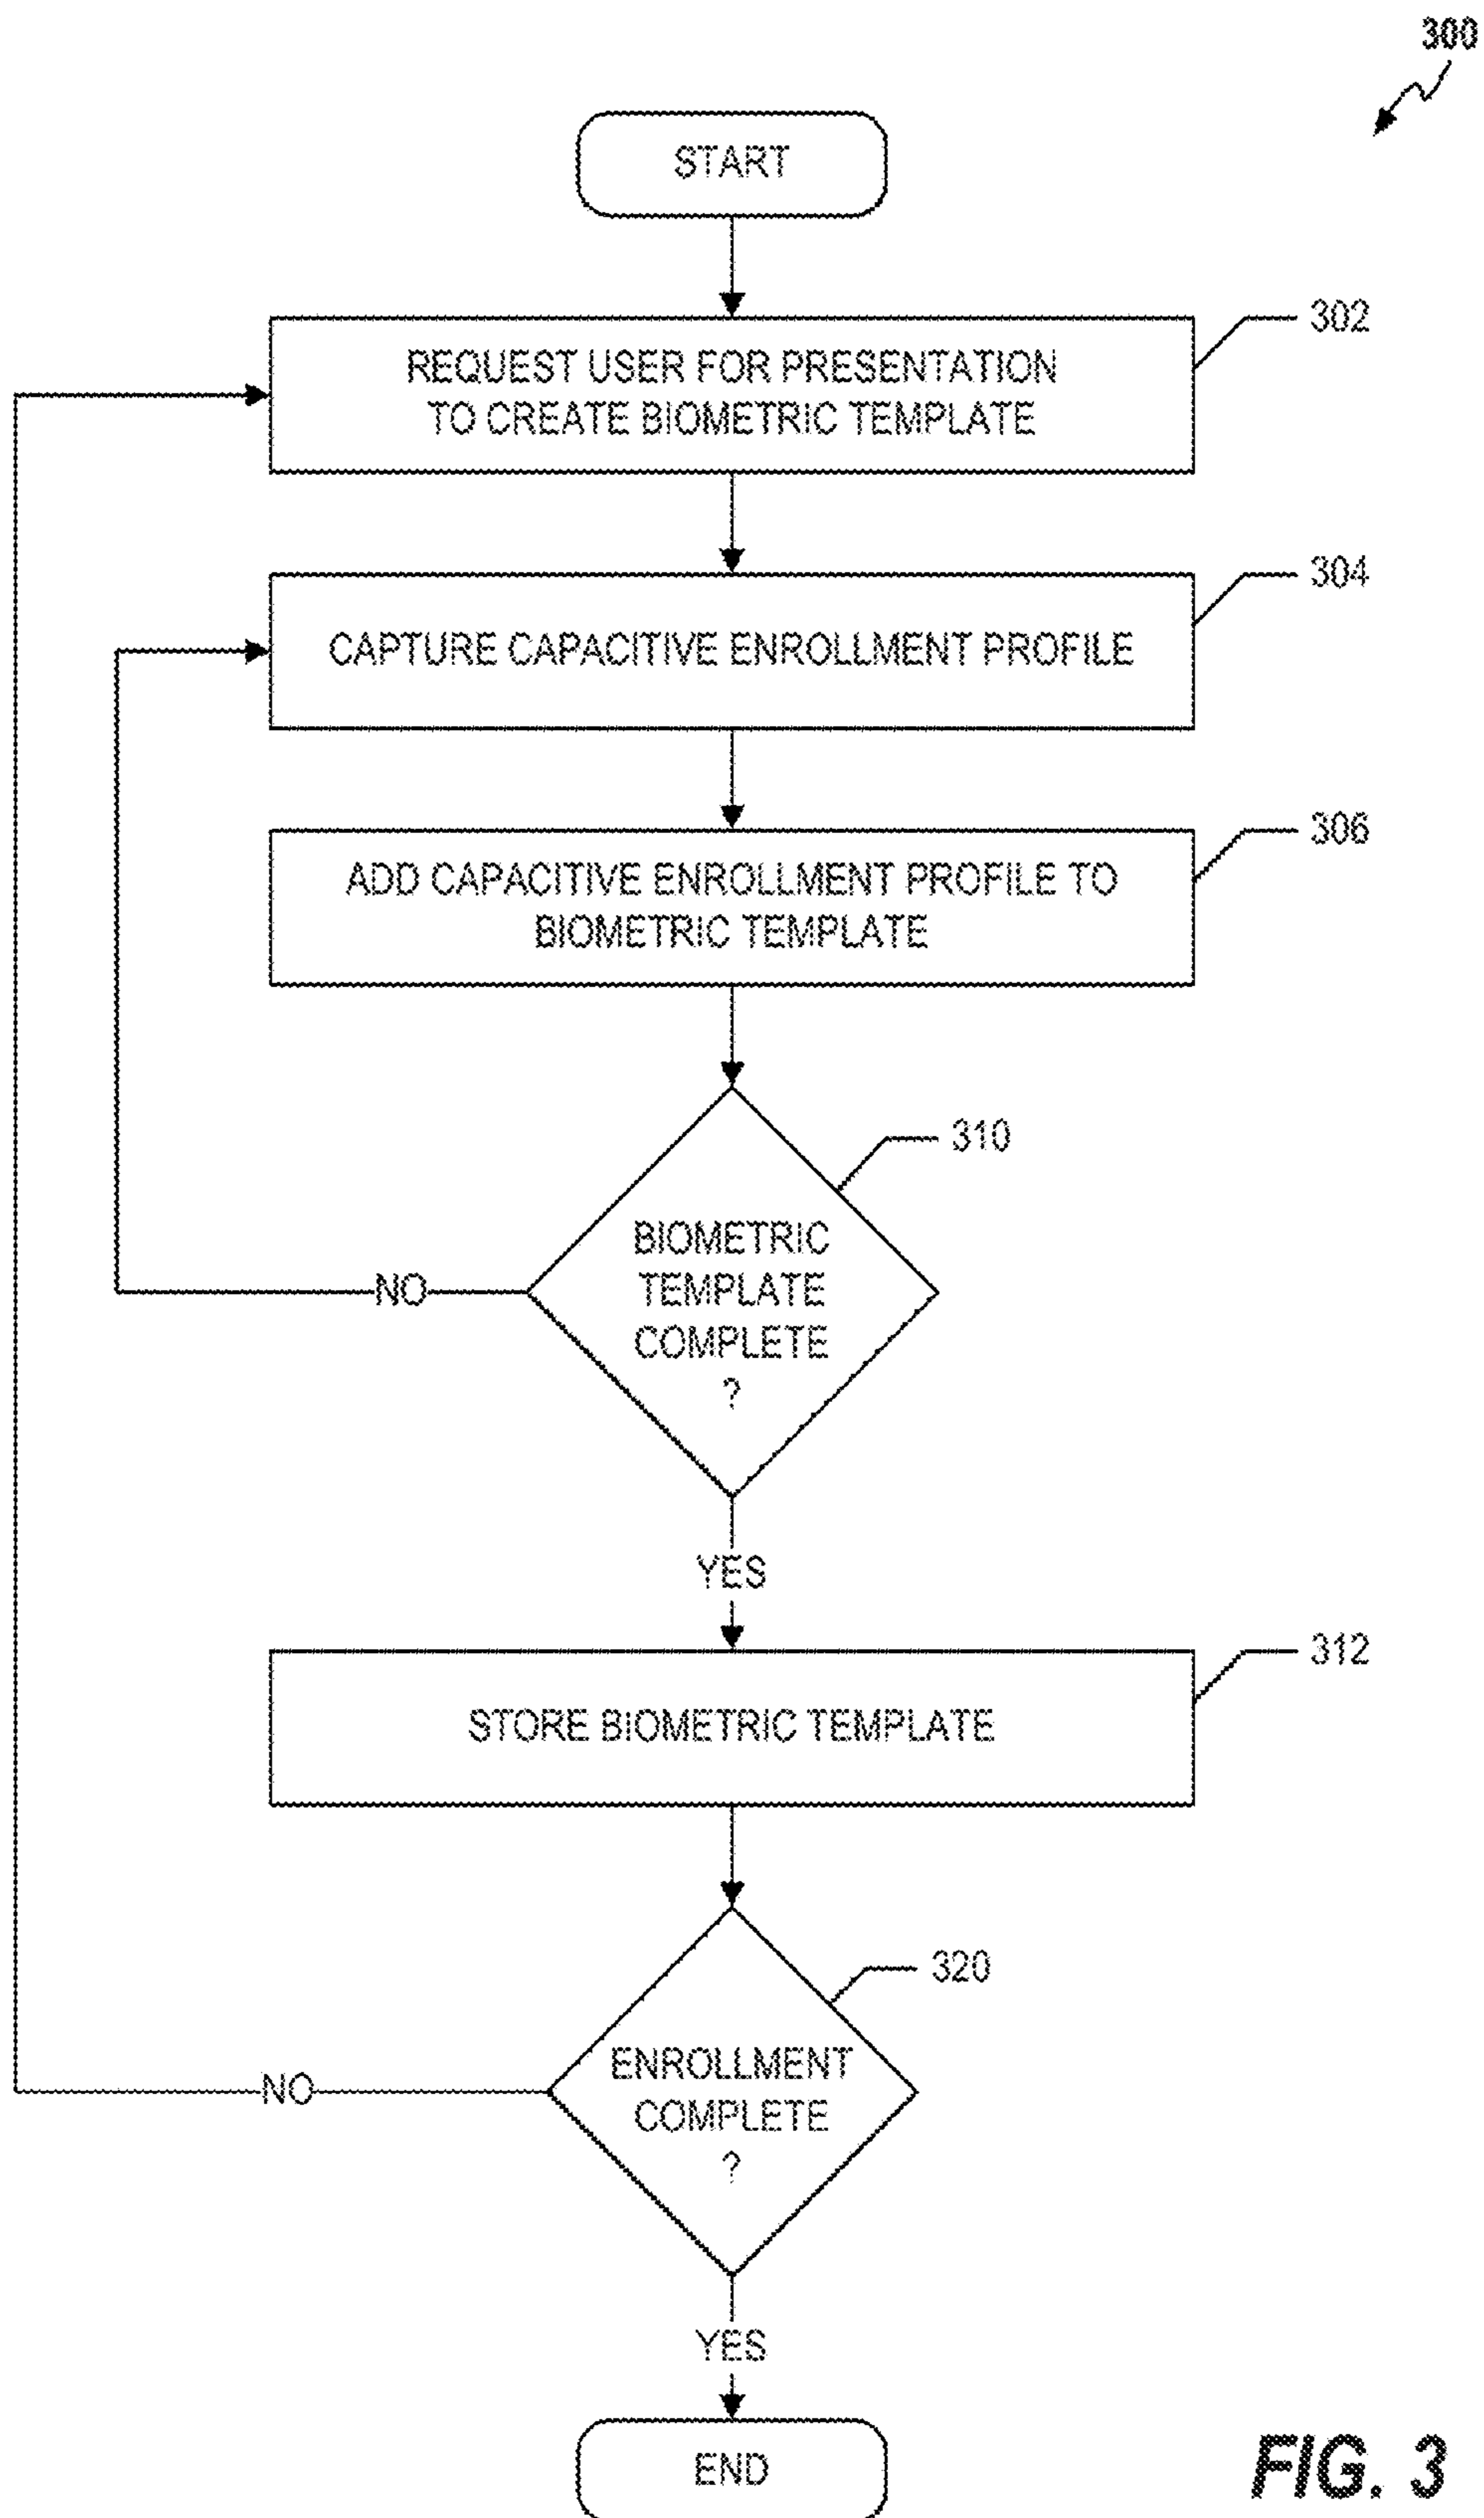 300
START
302
REQUEST USER FOR PRESENTATION
TO CREATE BIOMETRIC TEMPLATE
304
CAPTURE CAPACITIVE ENROLLMENT PROFILE
306
ADD CAPACITIVE ENROLLMENT PROFILE TO
BIOMETRIC TEMPLATE
310
BIOMETRIC
TEMPLATE
COMPLETE
?
NO
YES
312
STORE BIOMETRIC TEMPLATE
320
ENROLLMENT
COMPLETE
?
NO
YES
END
FIG. 3